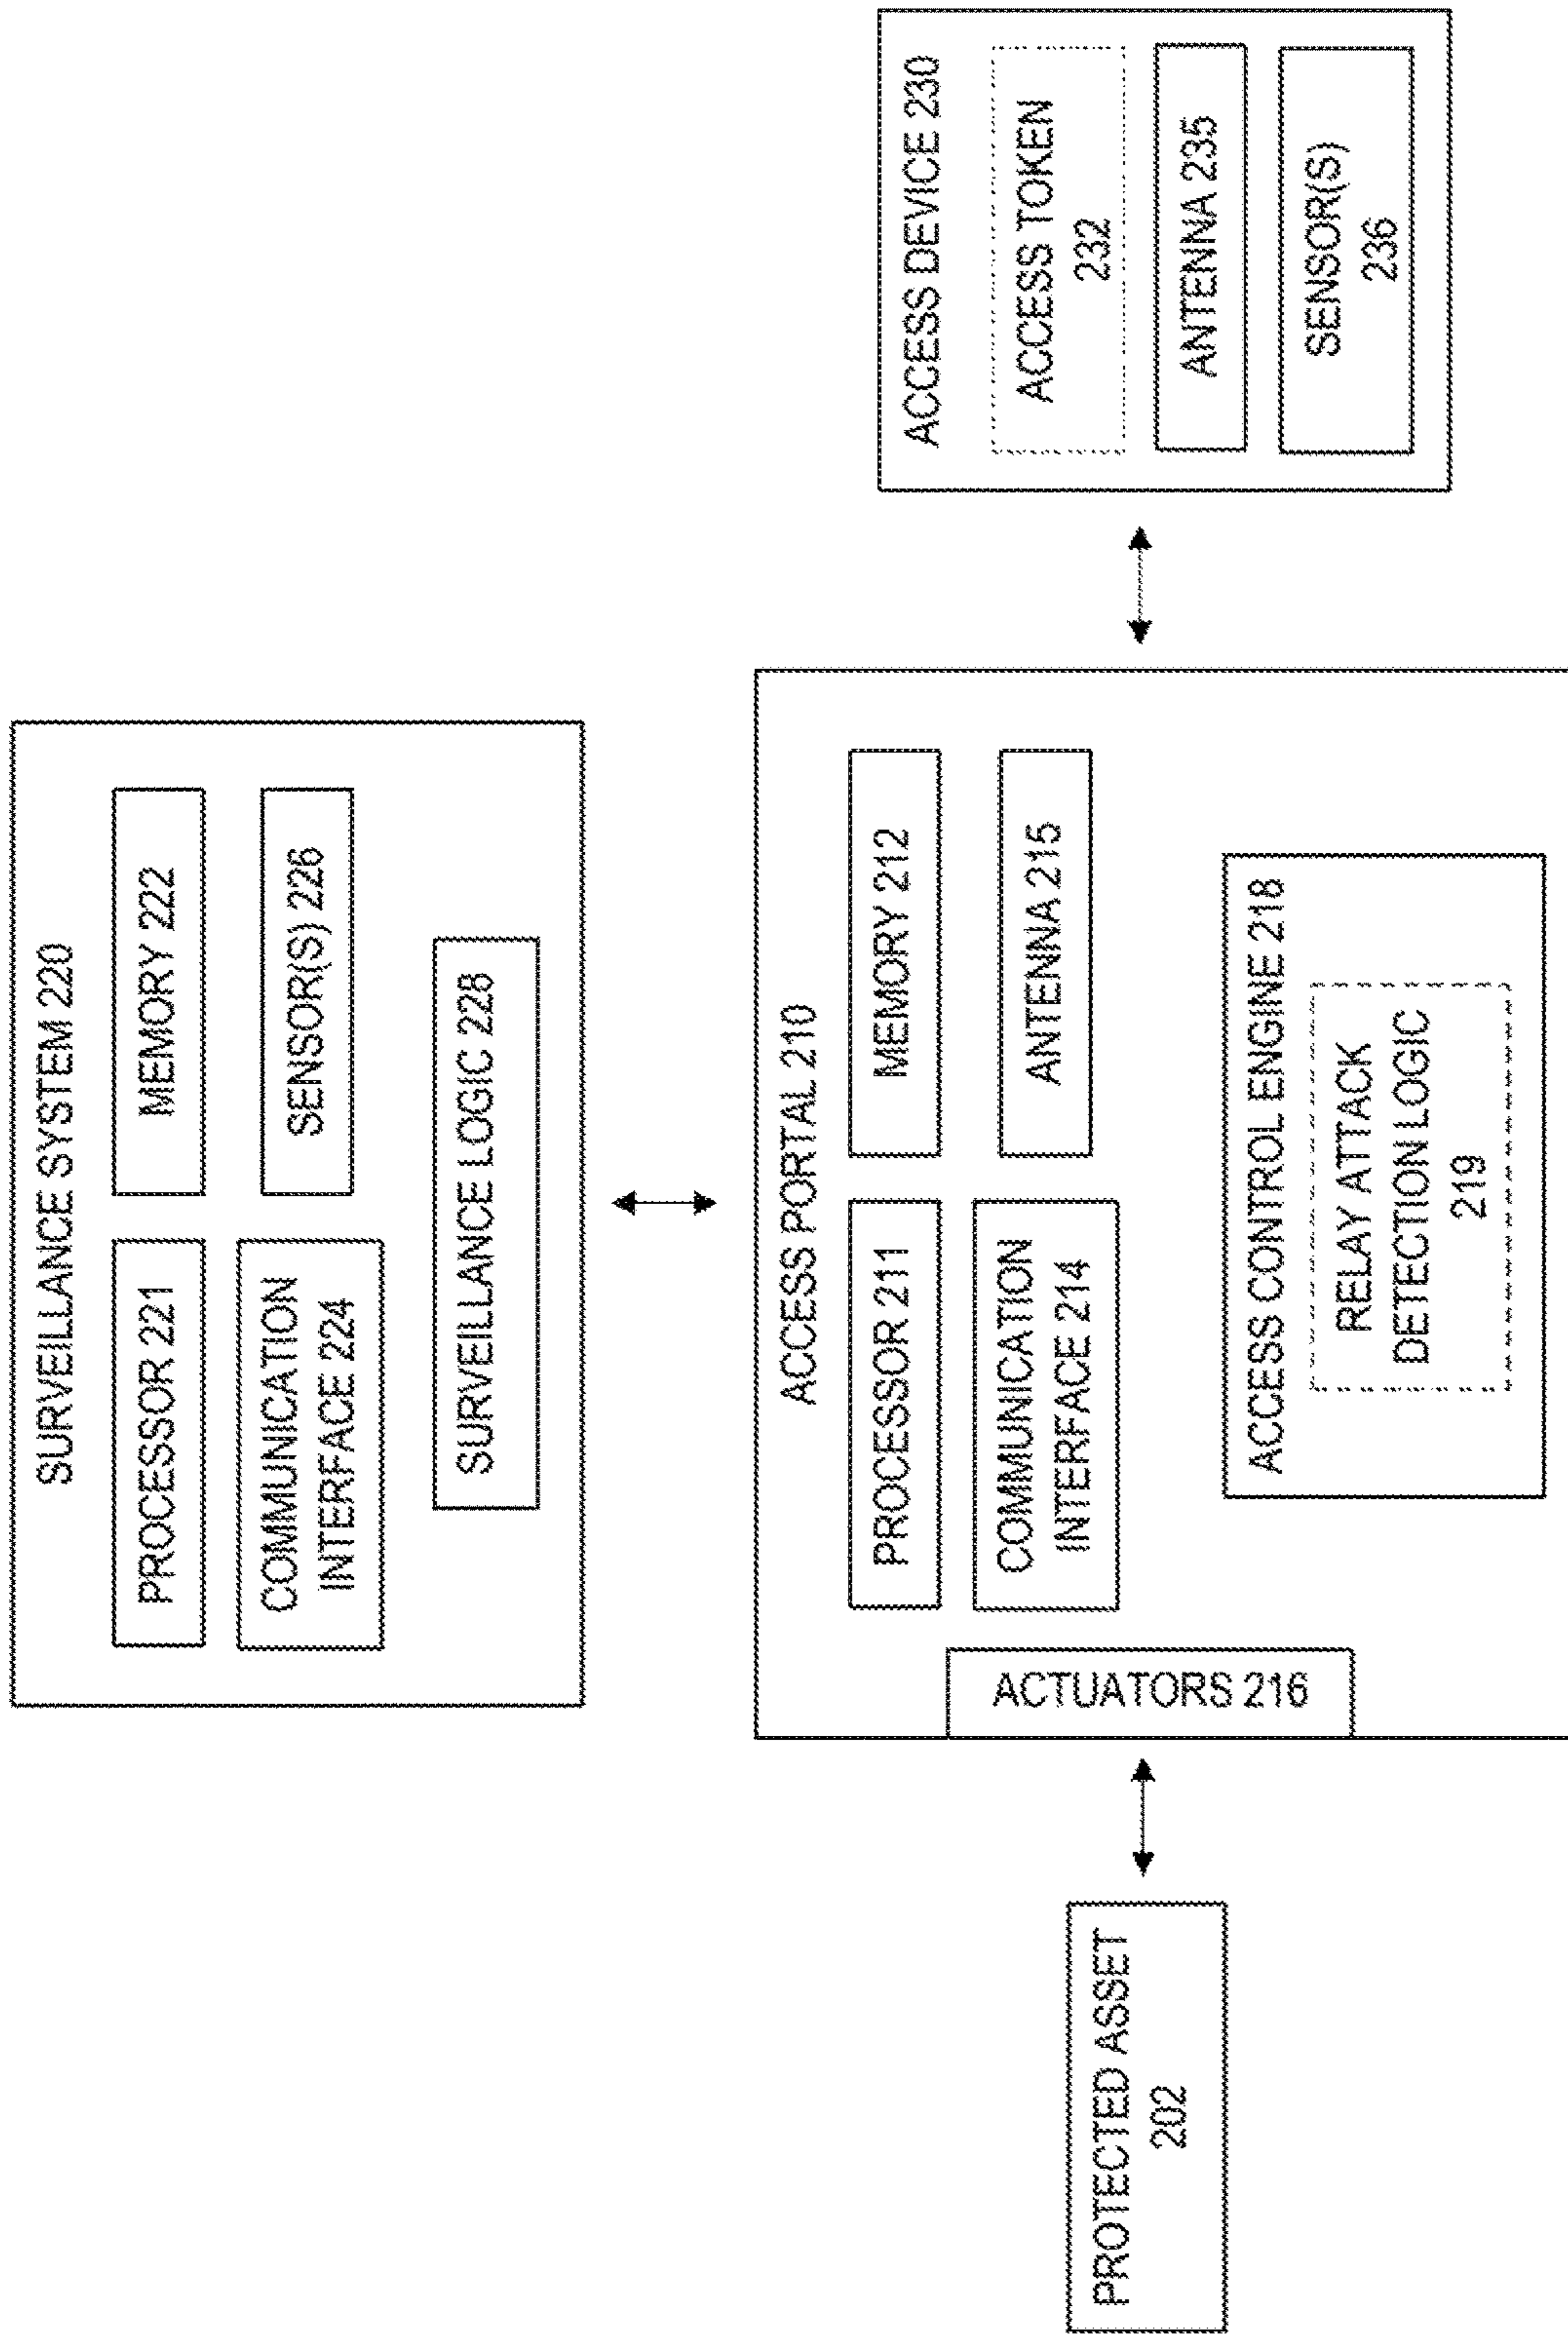 SURVEILLANCE SYSTEM 220
PROCESSOR 221
MEMORY 222
COMMUNICATION
INTERFACE 224
SENSOR(S) 226
SURVEILLANCE LOGIC 228
PROTECTED ASSET
202
ACTUATORS 216
ACCESS PORTAL 210
PROCESSOR 211
MEMORY 212
COMMUNICATION
INTERFACE 214
ANTENNA 215
ACCESS CONTROL ENGINE 218
RELAY ATTACK
DETECTION LOGIC
219
ACCESS DEVICE 230
ACCESS TOKEN
232
ANTENNA 235
SENSOR(S)
236